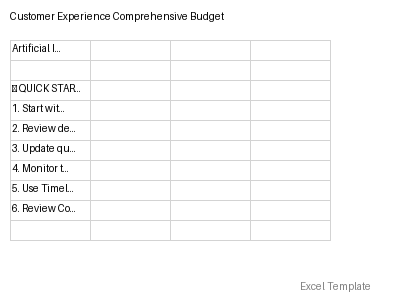 Customer Experience Comprehensive Budget
Artificial I...
QUICK STAR...
1. Start wit...
2. Review de...
3. Update qu...
4. Monitor t...
5. Use Timel...
6. Review Co...
Excel Template